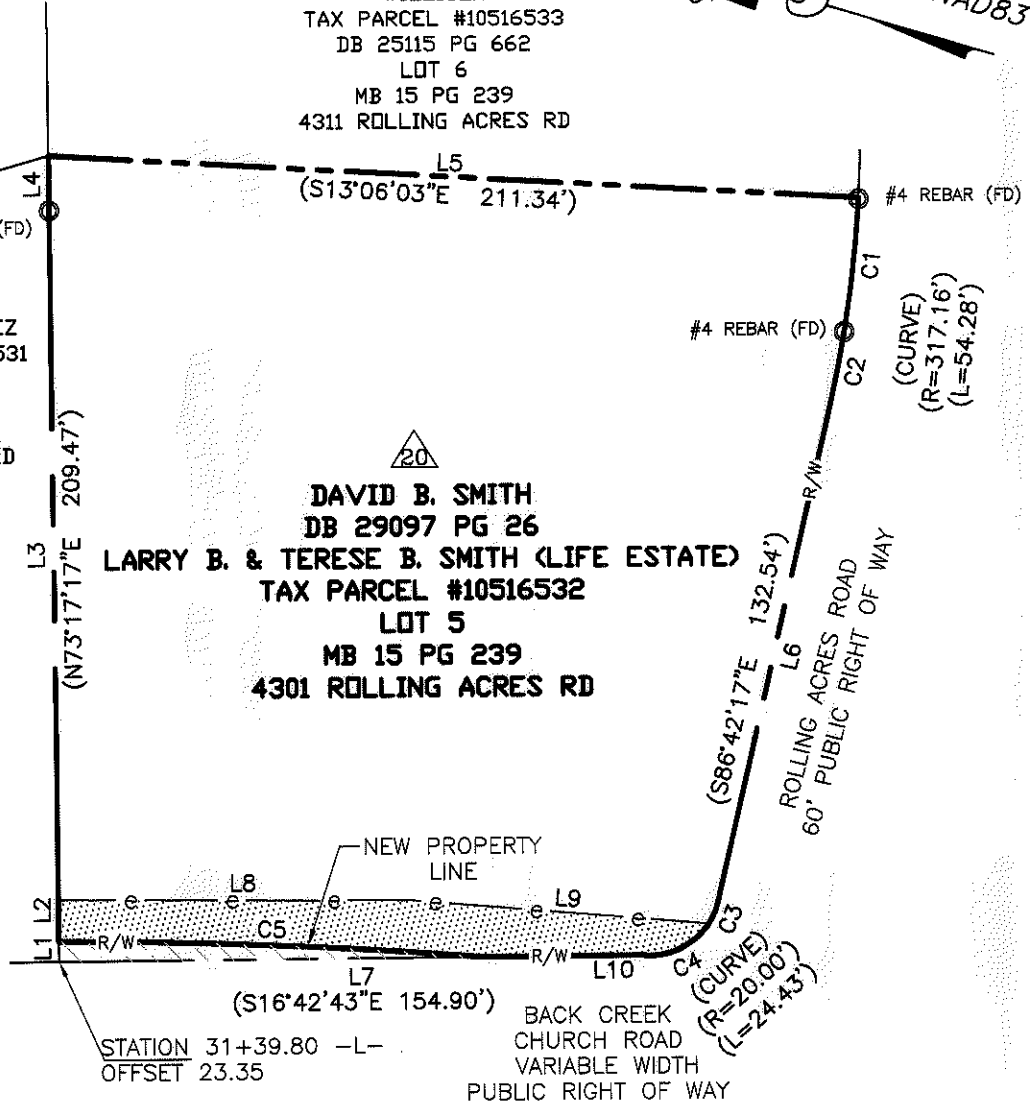 TAX PARCEL #10516533
DB 25115 PG 662
LOT 6
MB 15 PG 239
4311 ROLLING ACRES RD
NAD83
L4
L5
(S13°06'03"E 211.34')
#4 REBAR (FD)
(FD)
C1
#4 REBAR (FD)
C2
(CURVE)
(R=317.16')
(L=54.28')
CZ
531
ED
L3
(N73°17'17"E 209.47')
20
DAVID B. SMITH
DB 29097 PG 26
LARRY B. & TERESE B. SMITH (LIFE ESTATE)
TAX PARCEL #10516532
LOT 5
MB 15 PG 239
4301 ROLLING ACRES RD
R/W
(S86°42'17"E 132.54')
L6
ROLLING ACRES ROAD
60' PUBLIC RIGHT OF WAY
NEW PROPERTY
LINE
L2
e
e
L8
e
e
e
L9
e
L1
R/W
C5
R/W
L10
C3
C4
(CURVE)
(R=20.00')
(L=24.43')
L7
(S16°42'43"E 154.90')
STATION 31+39.80 -L-
OFFSET 23.35
BACK CREEK
CHURCH ROAD
VARIABLE WIDTH
PUBLIC RIGHT OF WAY